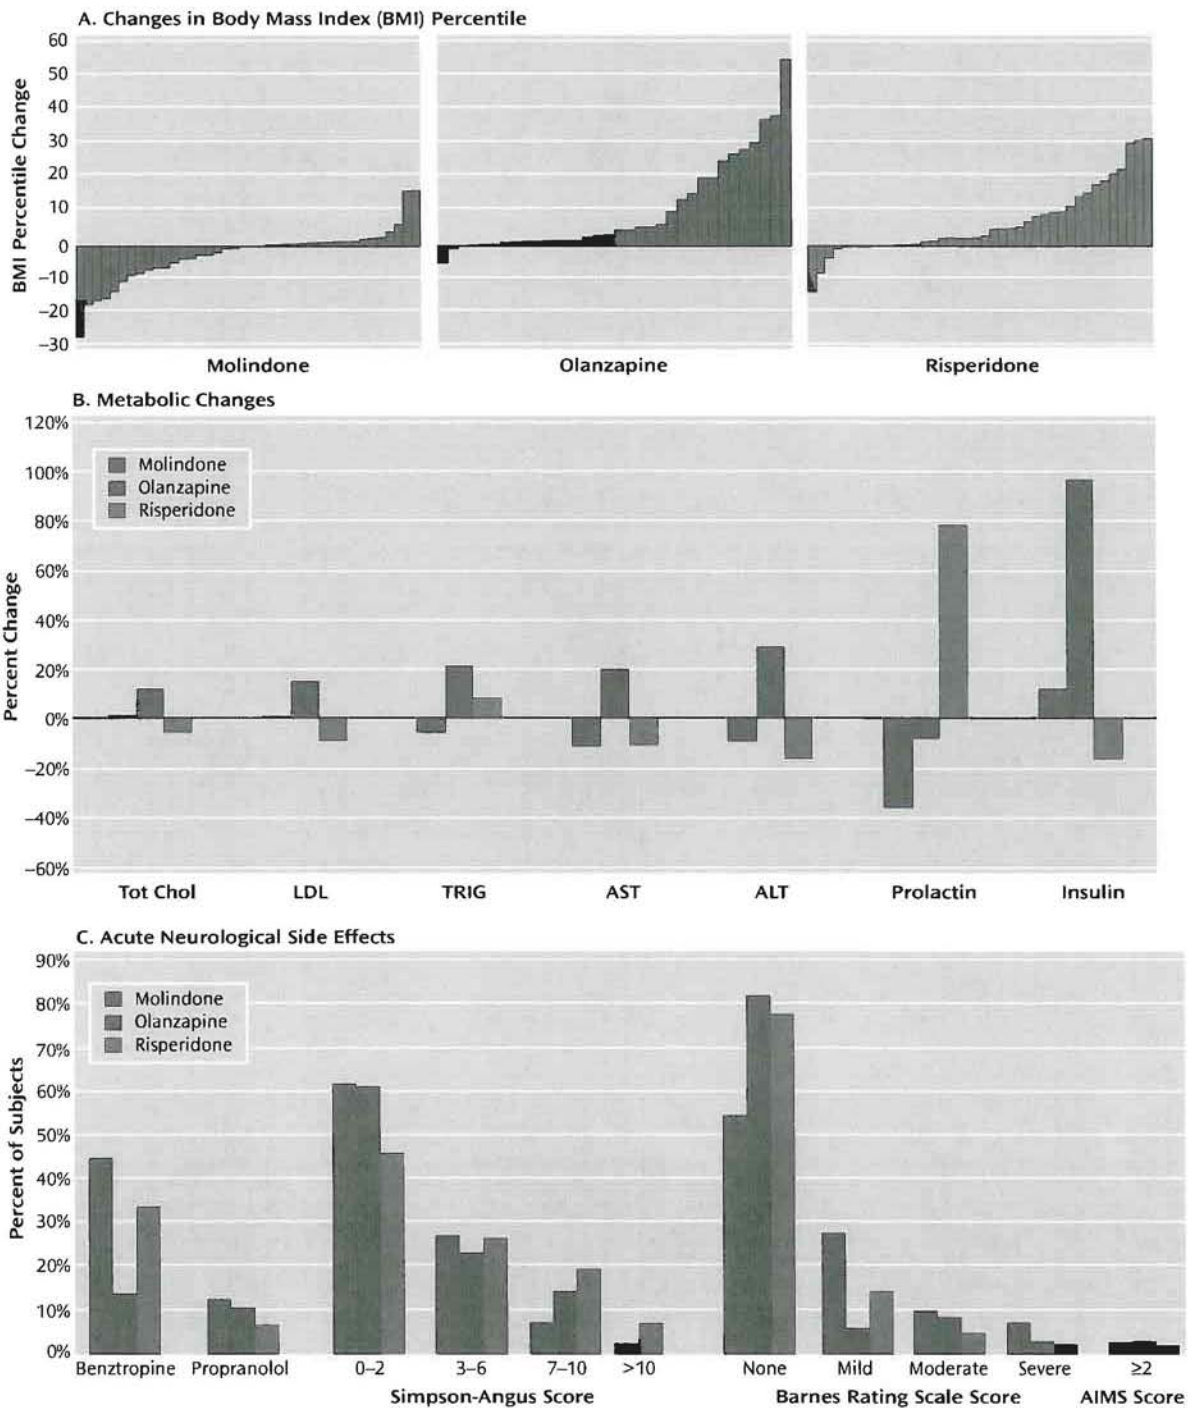 A. Changes in Body Mass Index (BMI) Percentile
BMI Percentile Change
60
50
40
30
20
10
0
–10
–20
–30
Molindone Olanzapine Risperidone
B. Metabolic Changes
Percent Change
120%
100%
80%
60%
40%
20%
0%
–20%
–40%
–60%
Molindone
Olanzapine
Risperidone
Tot Chol LDL TRIG AST ALT Prolactin Insulin
C. Acute Neurological Side Effects
Percent of Subjects
90%
80%
70%
60%
50%
40%
30%
20%
10%
0%
Molindone
Olanzapine
Risperidone
Benztropine Propranolol 0–2 3–6 7–10 >10 None Mild Moderate Severe ≥2
Simpson-Angus Score Barnes Rating Scale Score AIMS Score